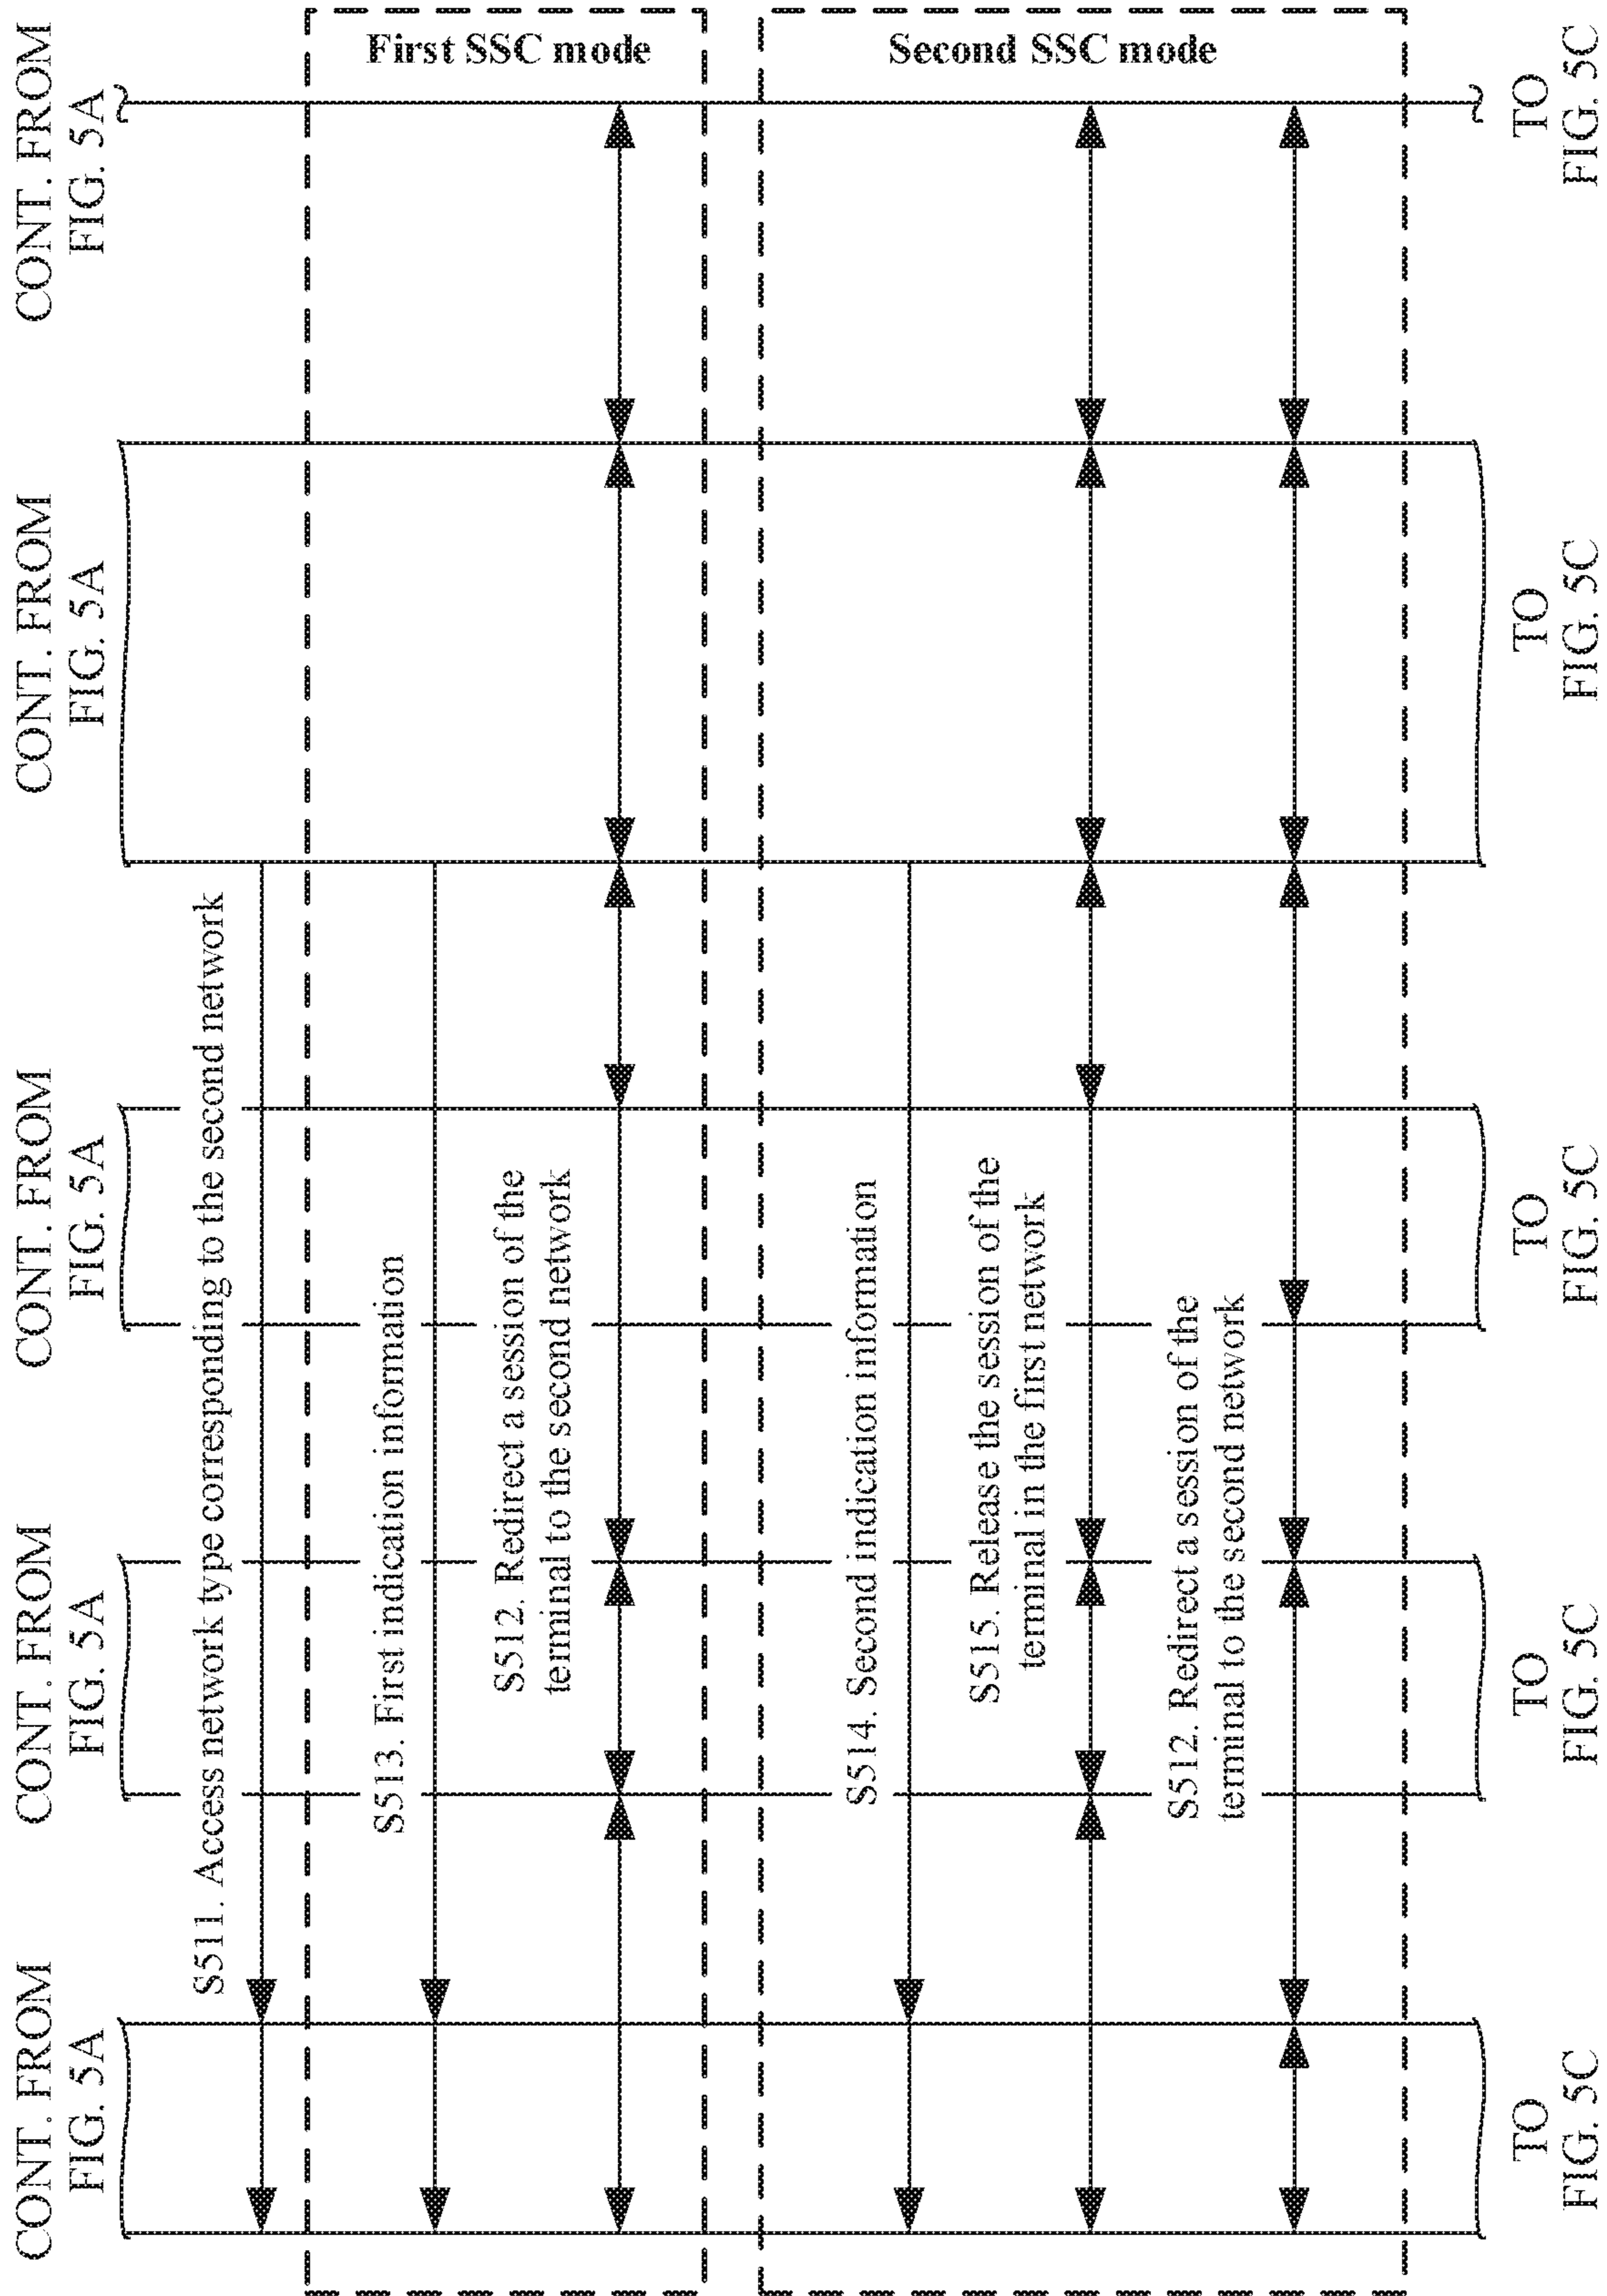 CONT. FROM
FIG. 5A
CONT. FROM
FIG. 5A
CONT. FROM
FIG. 5A
CONT. FROM
FIG. 5A
CONT. FROM
FIG. 5A
S511. Access network type corresponding to the second network
First SSC mode
S513. First indication information
S512. Redirect a session of the
terminal to the second network
Second SSC mode
S514. Second indication information
S515. Release the session of the
terminal in the first network
S512. Redirect a session of the
terminal to the second network
TO
FIG. 5C
TO
FIG. 5C
TO
FIG. 5C
TO
FIG. 5C
TO
FIG. 5C